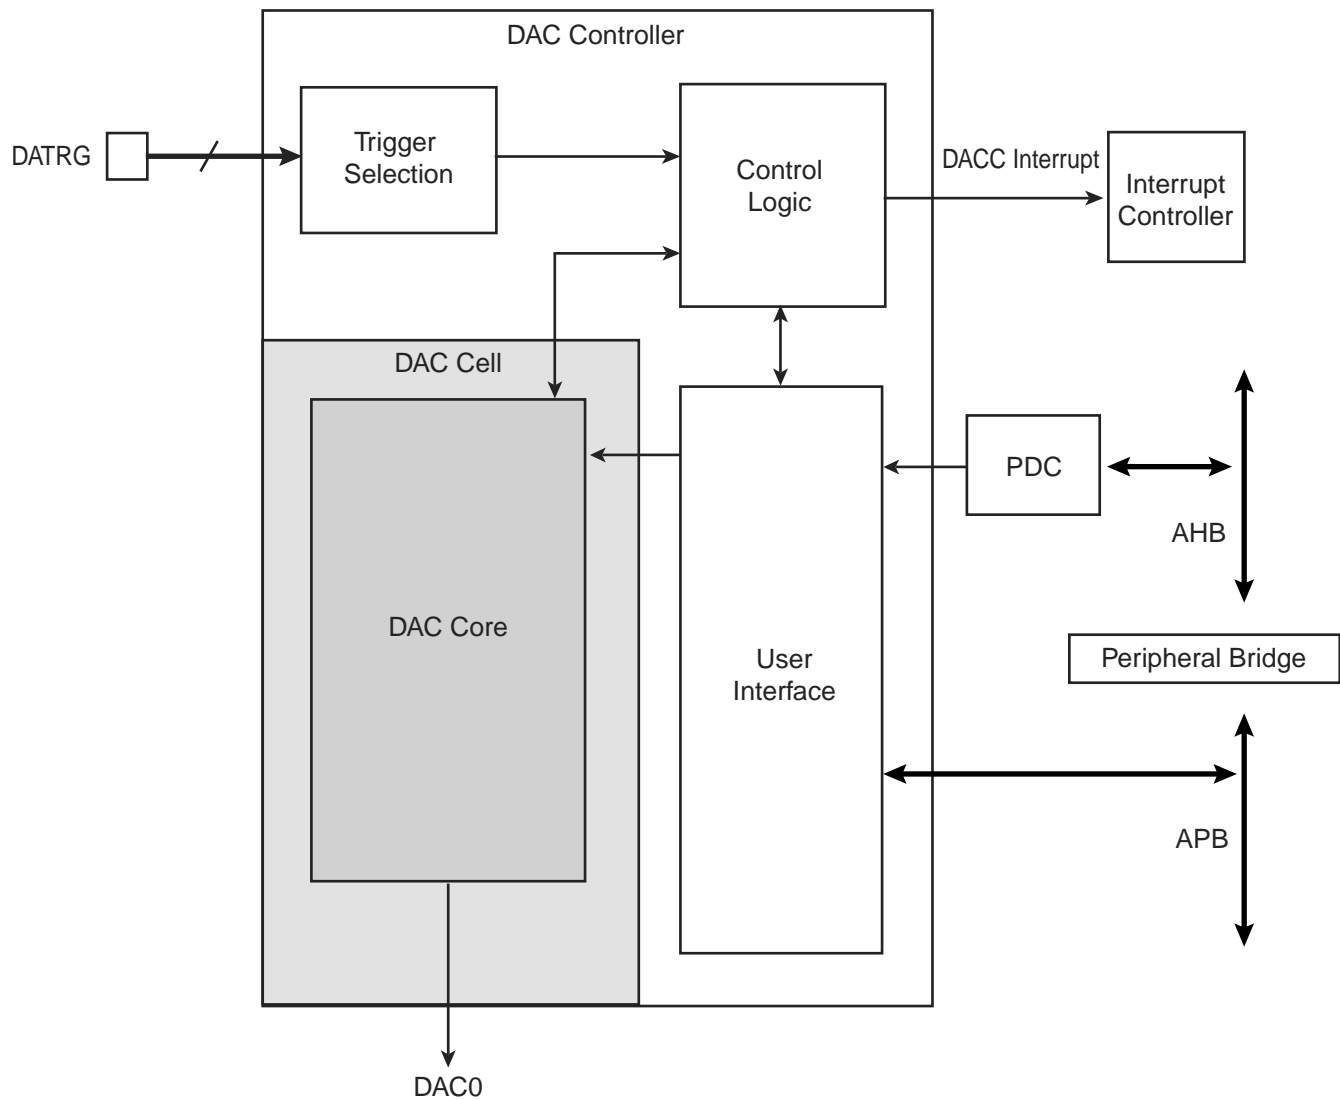 DAC Controller
DATRG
Trigger
Selection
Control
Logic
DACC Interrupt
Interrupt
Controller
DAC Cell
PDC
AHB
DAC Core
User
Interface
Peripheral Bridge
APB
DAC0